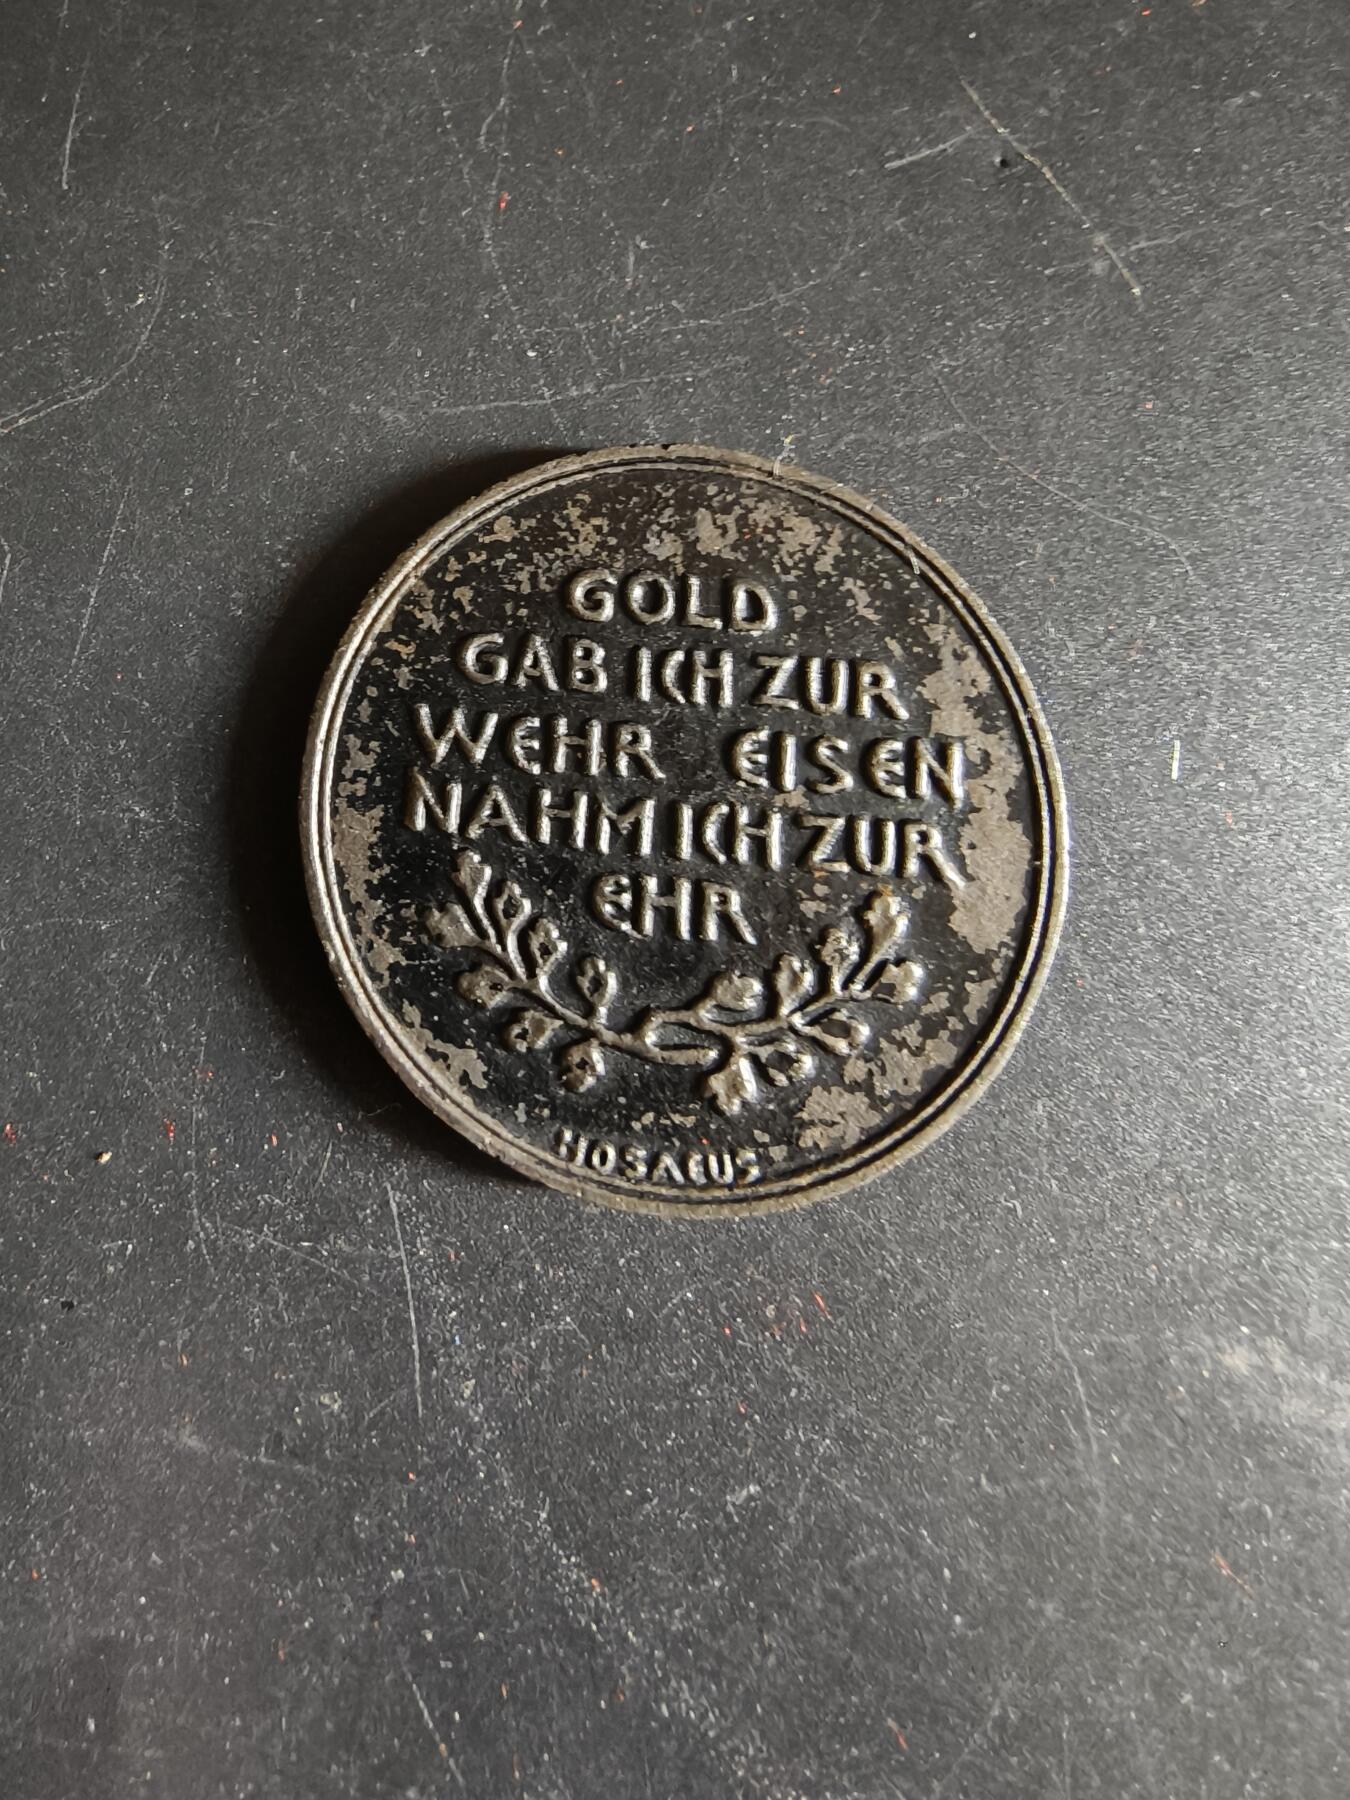 GOLD
GAB ICH ZUR
WEHR EISEN
NAHM ICH ZUR
EHR
HOSAEUS